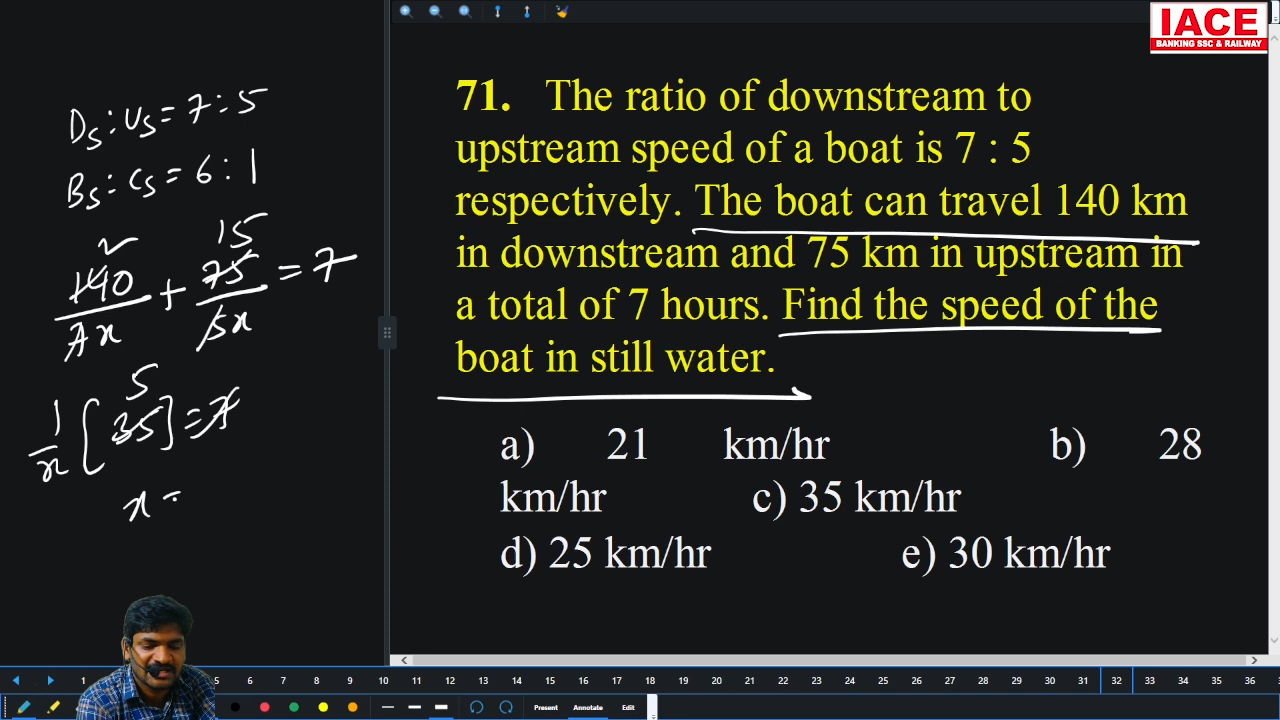 IACE
BANKING SSC & RAILWAY
71. The ratio of downstream to
upstream speed of a boat is 7 : 5
respectively. The boat can travel 140 km
in downstream and 75 km in upstream in
a total of 7 hours. Find the speed of the
boat in still water.
a) 21 km/hr b) 28
km/hr c) 35 km/hr
d) 25 km/hr e) 30 km/hr
Ds : Us = 7 : 5
Bs : Cs = 6 : 1
2 15
140 + 75 = 7
7x 5x
5
1 [ 35 ] = 7
x
x =
1 5 6 7 8 9 10 11 12 13 14 15 16 17 18 19 20 21 22 23 24 25 26 27 28 29 30 31 32 33 34 35 36
Present Annotate Edit